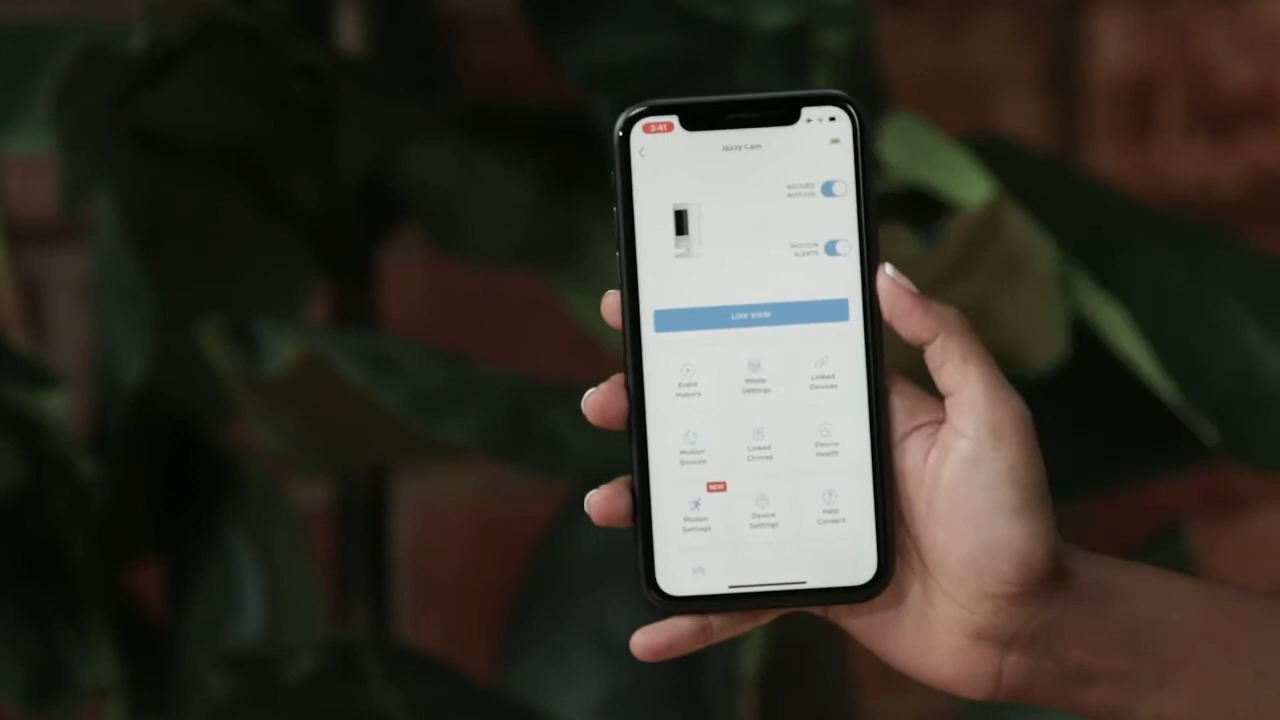 3:41
Jazzy Cam
RECORD
MOTION
MOTION
ALERTS
LIVE VIEW
Event
History
Mode
Settings
Linked
Devices
Motion
Snooze
Linked
Chimes
Device
Health
NEW
Motion
Settings
Device
Settings
Help
Content